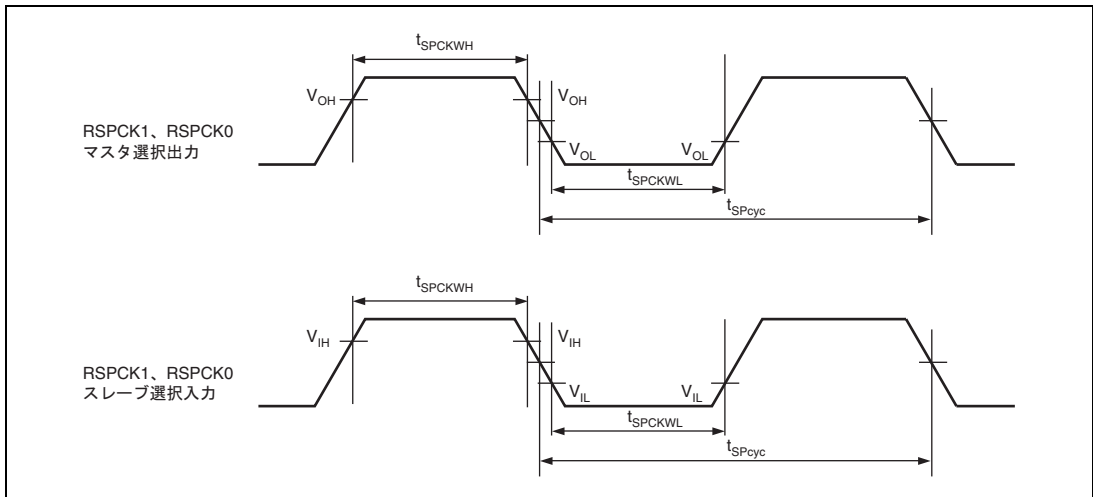 tSPCKWH
VOH
VOH
RSPCK1、RSPCK0
マスタ選択出力
VOL
VOL
tSPCKWL
tSPcyc
tSPCKWH
VIH
VIH
RSPCK1、RSPCK0
スレーブ選択入力
VIL
VIL
tSPCKWL
tSPcyc